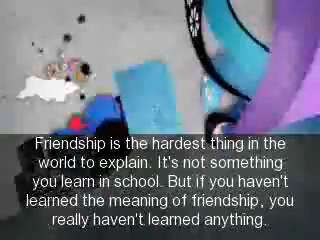 Friendship is the hardest thing in the
world to explain. It's not something
you learn in school. But if you haven't
learned the meaning of friendship, you
really haven't learned anything.